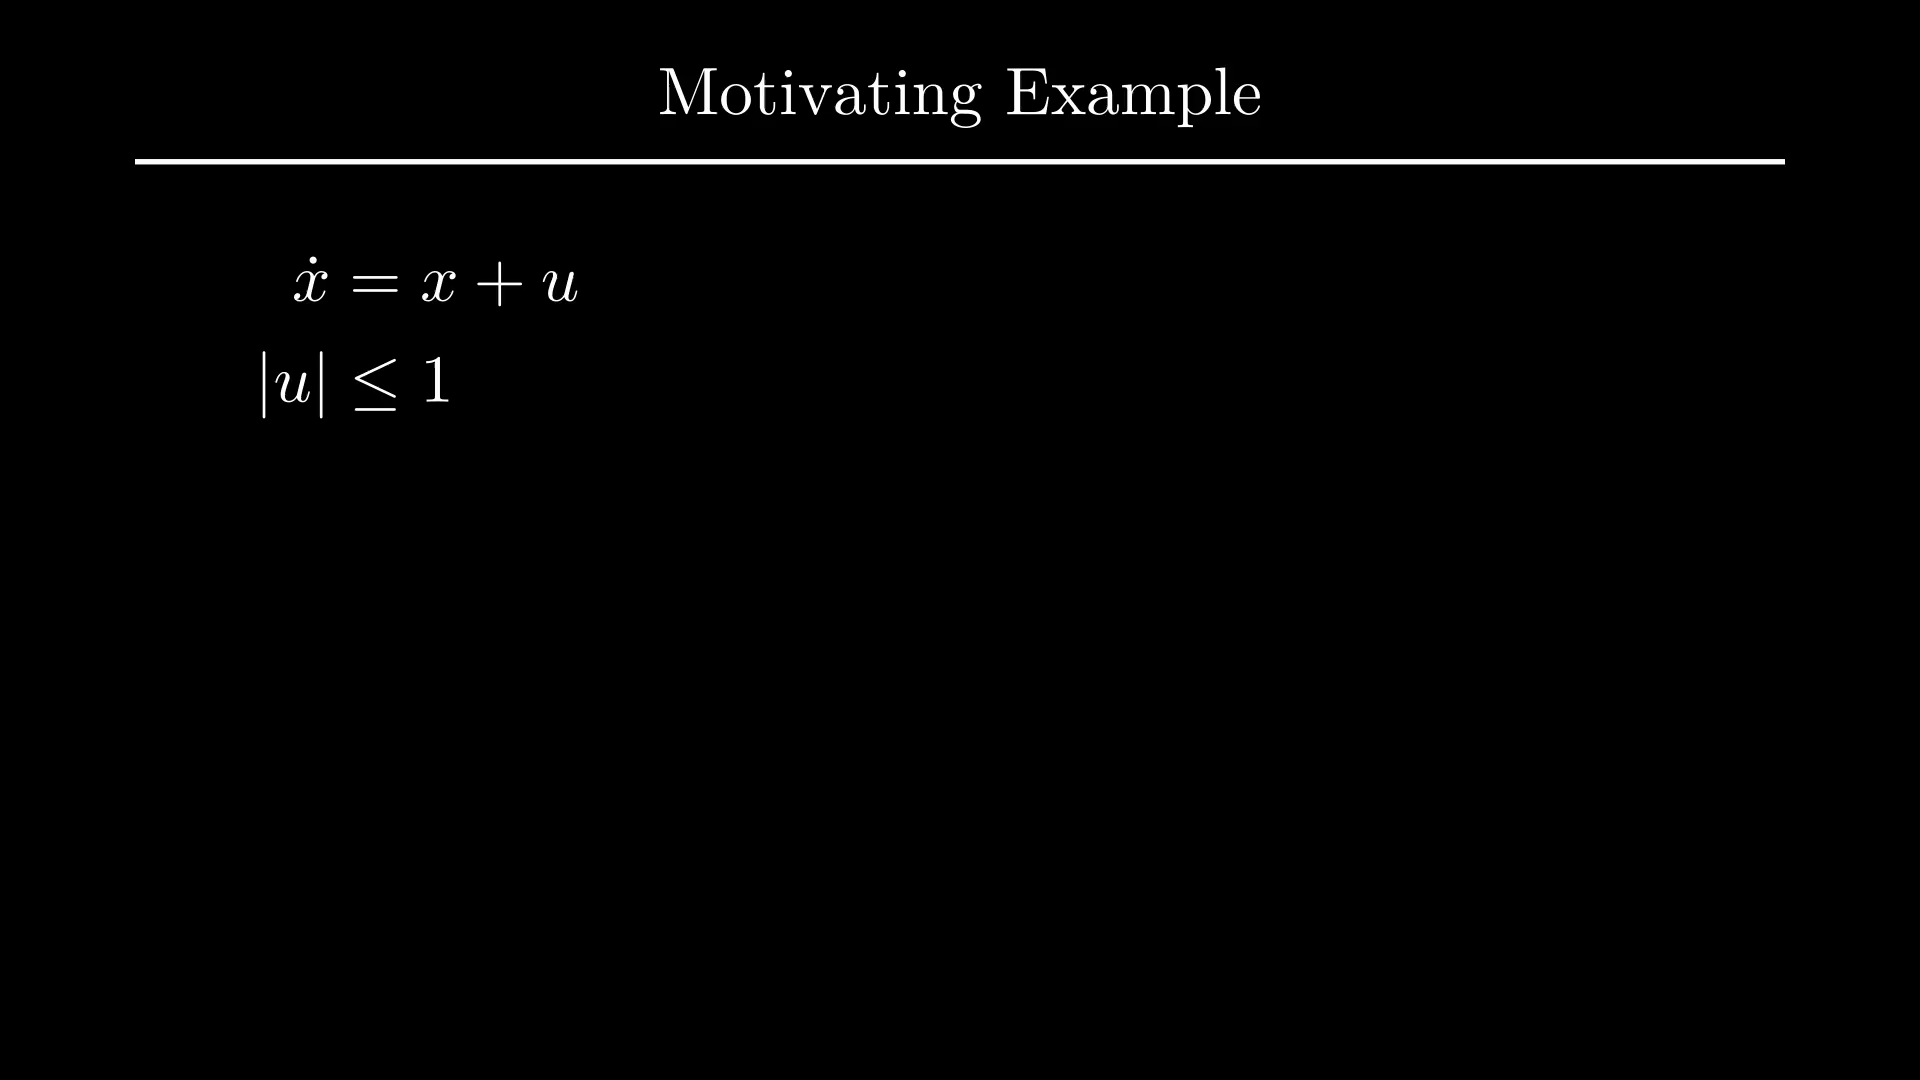 Motivating Example
ẋ = x + u
|u| ≤ 1